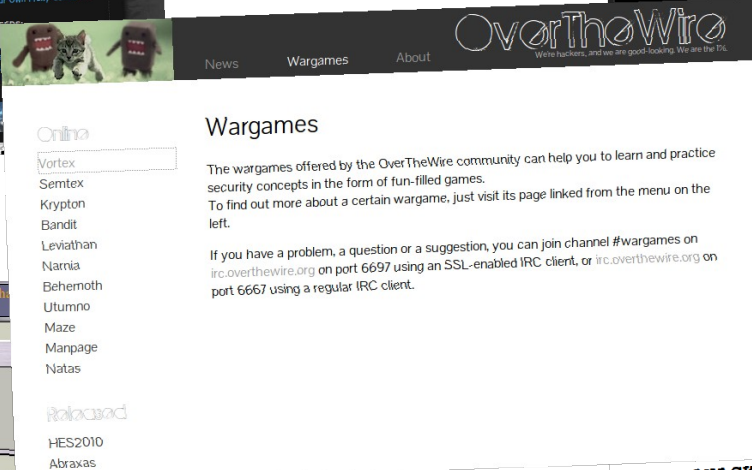 OverTheWire
We're hackers, and we are good-looking. We are the 1%.
News
Wargames
About
Online
Vortex
Semtex
Krypton
Bandit
Leviathan
Narnia
Behemoth
Utumno
Maze
Manpage
Natas
Released
HES2010
Abraxas
Wargames
The wargames offered by the OverTheWire community can help you to learn and practice
security concepts in the form of fun-filled games.
To find out more about a certain wargame, just visit its page linked from the menu on the
left.
If you have a problem, a question or a suggestion, you can join channel #wargames on
irc.overthewire.org on port 6697 using an SSL-enabled IRC client, or irc.overthewire.org on
port 6667 using a regular IRC client.